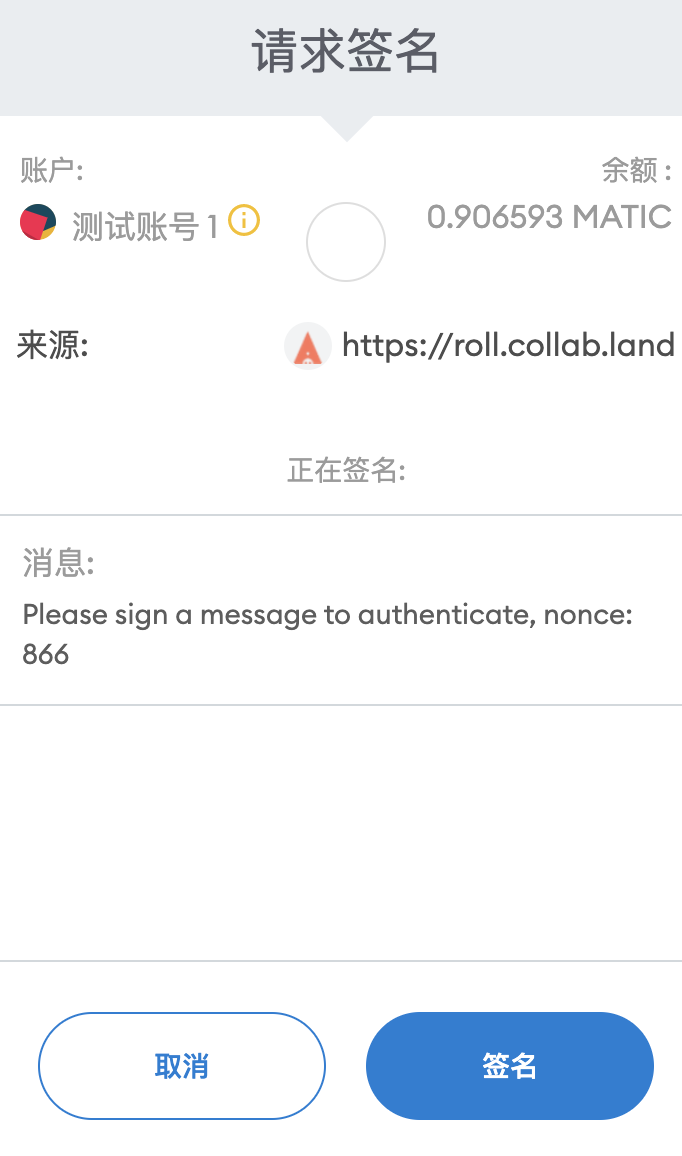 请求签名
账户:
余额 :
测试账号 1
0.906593 MATIC
来源:
https://roll.collab.land
正在签名:
消息:
Please sign a message to authenticate, nonce:
866
取消
签名